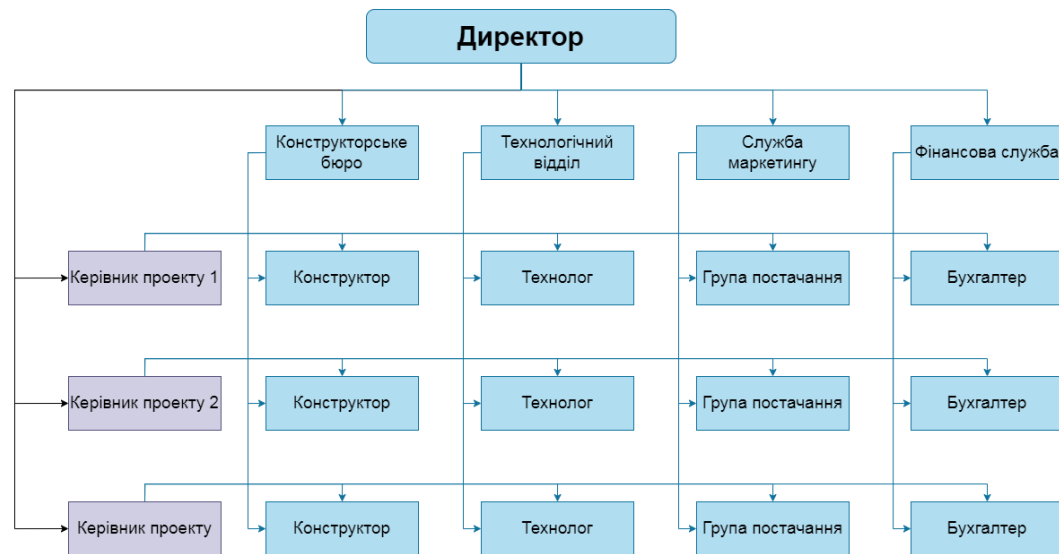 Директор
Конструкторське
бюро
Технологічний
відділ
Служба
маркетингу
Фінансова служба
Керівник проекту 1
Конструктор
Технолог
Група постачання
Бухгалтер
Керівник проекту 2
Конструктор
Технолог
Група постачання
Бухгалтер
Керівник проекту
Конструктор
Технолог
Група постачання
Бухгалтер